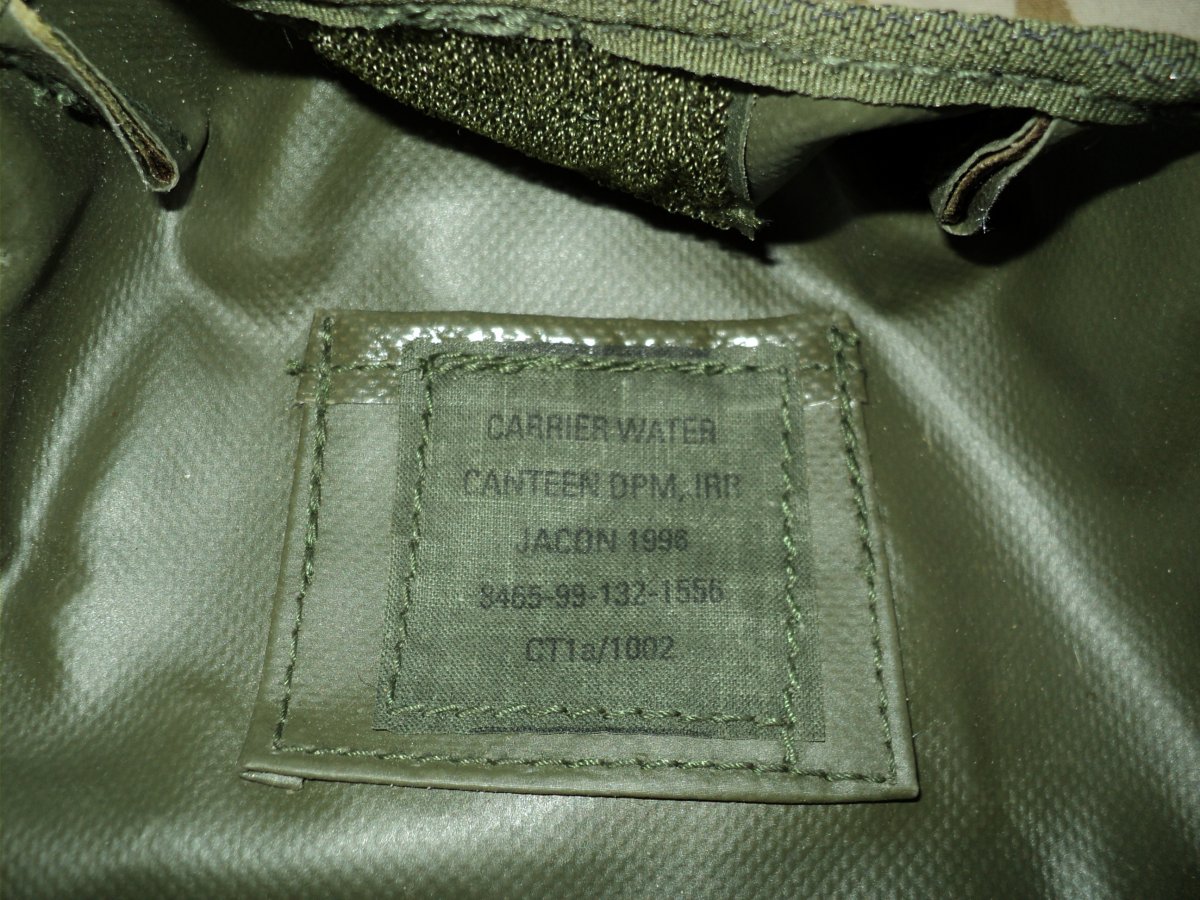 CARRIER WATER
CANTEEN DPM, IRR
JACON 1996
8465-99-132-1556
CT1a/1002